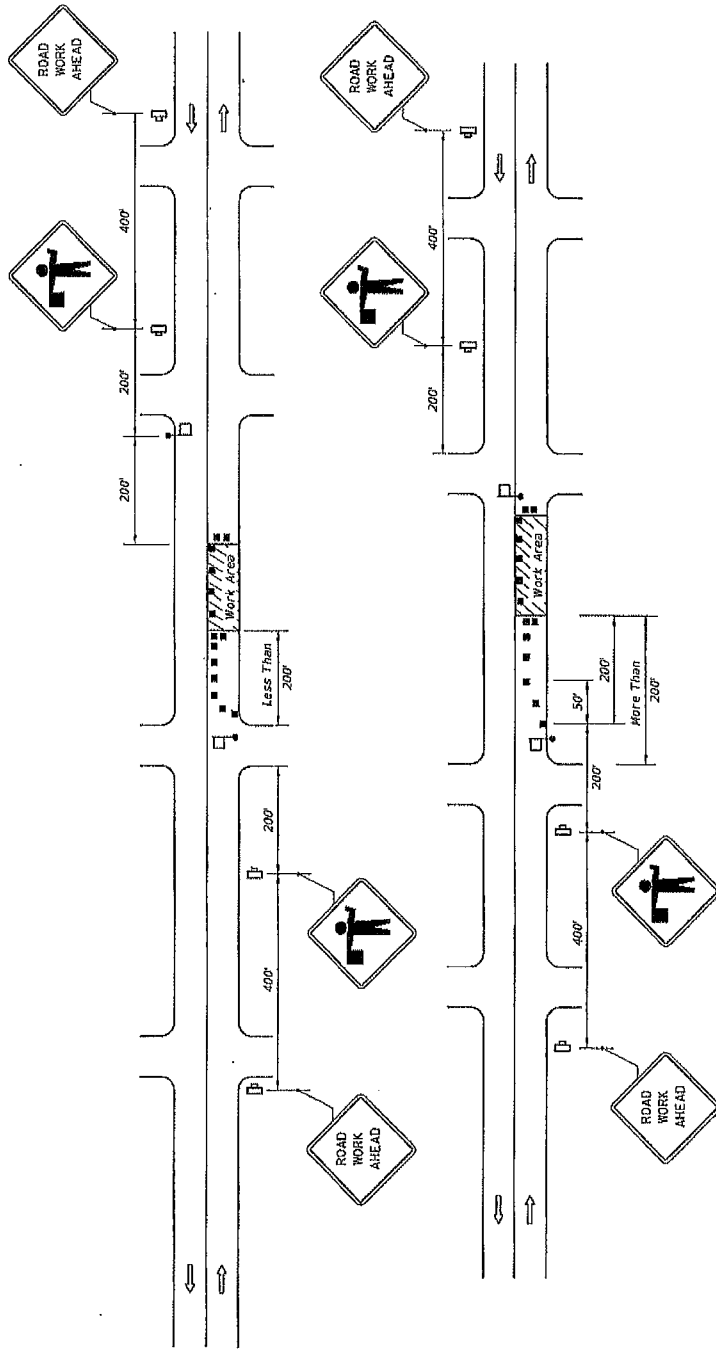 ROAD
WORK
AHEAD
400'
200'
200'
Work Area
Less Than
200'
200'
400'
ROAD
WORK
AHEAD
ROAD
WORK
AHEAD
400'
200'
Work Area
200'
More Than
200'
50'
200'
400'
ROAD
WORK
AHEAD